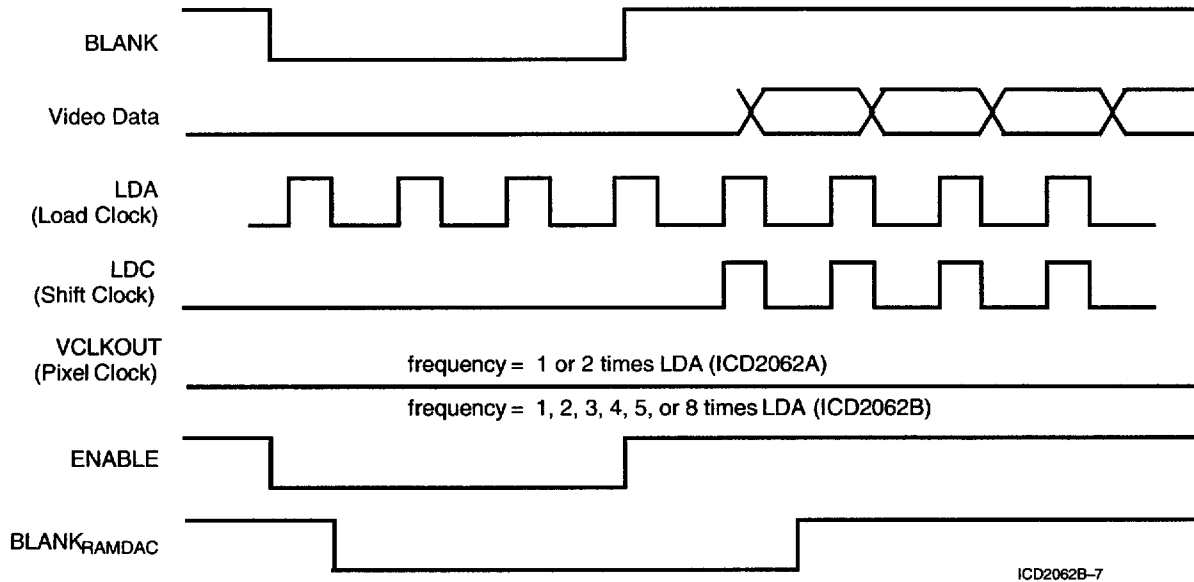 BLANK
Video Data
LDA
(Load Clock)
LDC
(Shift Clock)
VCLKOUT
(Pixel Clock)
frequency = 1 or 2 times LDA (ICD2062A)
frequency = 1, 2, 3, 4, 5, or 8 times LDA (ICD2062B)
ENABLE
BLANKRAMDAC
ICD2062B–7